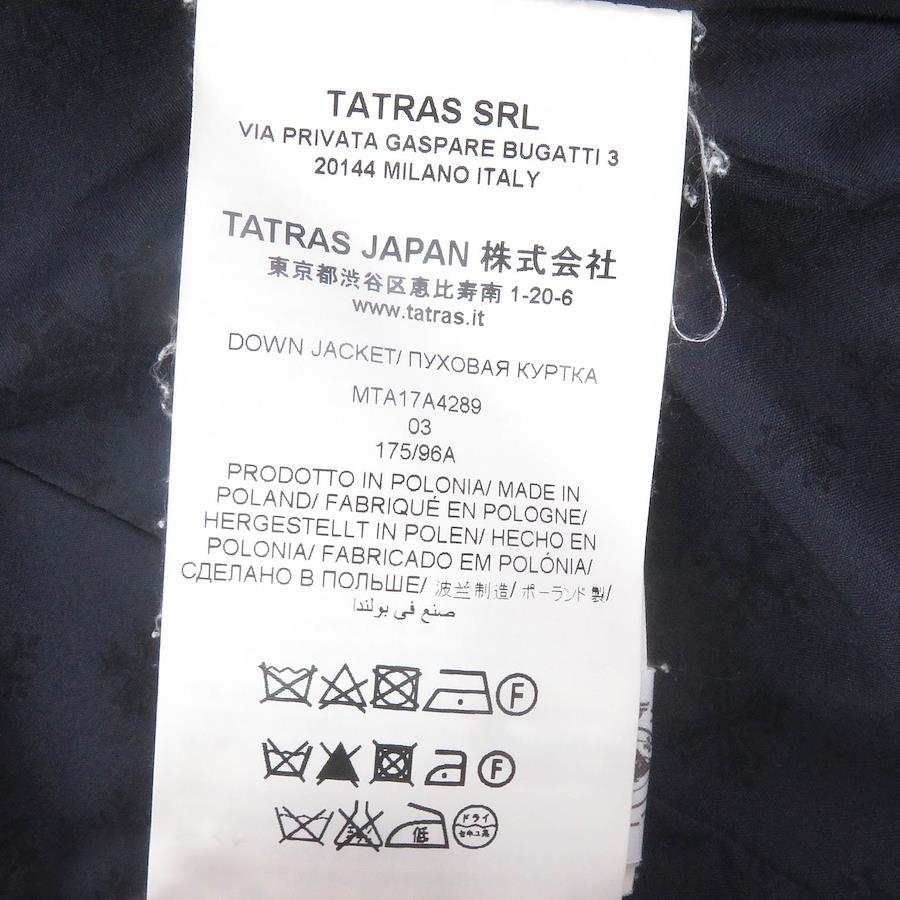 TATRAS SRL
VIA PRIVATA GASPARE BUGATTI 3
20144 MILANO ITALY
TATRAS JAPAN 株式会社
東京都渋谷区恵比寿南 1-20-6
www.tatras.it
DOWN JACKET/ ПУХОВАЯ КУРТКА
MTA17A4289
03
175/96A
PRODOTTO IN POLONIA/ MADE IN
POLAND/ FABRIQUÉ EN POLOGNE/
HERGESTELLT IN POLEN/ HECHO EN
POLONIA/ FABRICADO EM POLÓNIA/
СДЕЛАНО В ПОЛЬШЕ/ 波兰制造/ ポーランド製/
صنع في بولندا
F
F
低 ドライ
セキユ系